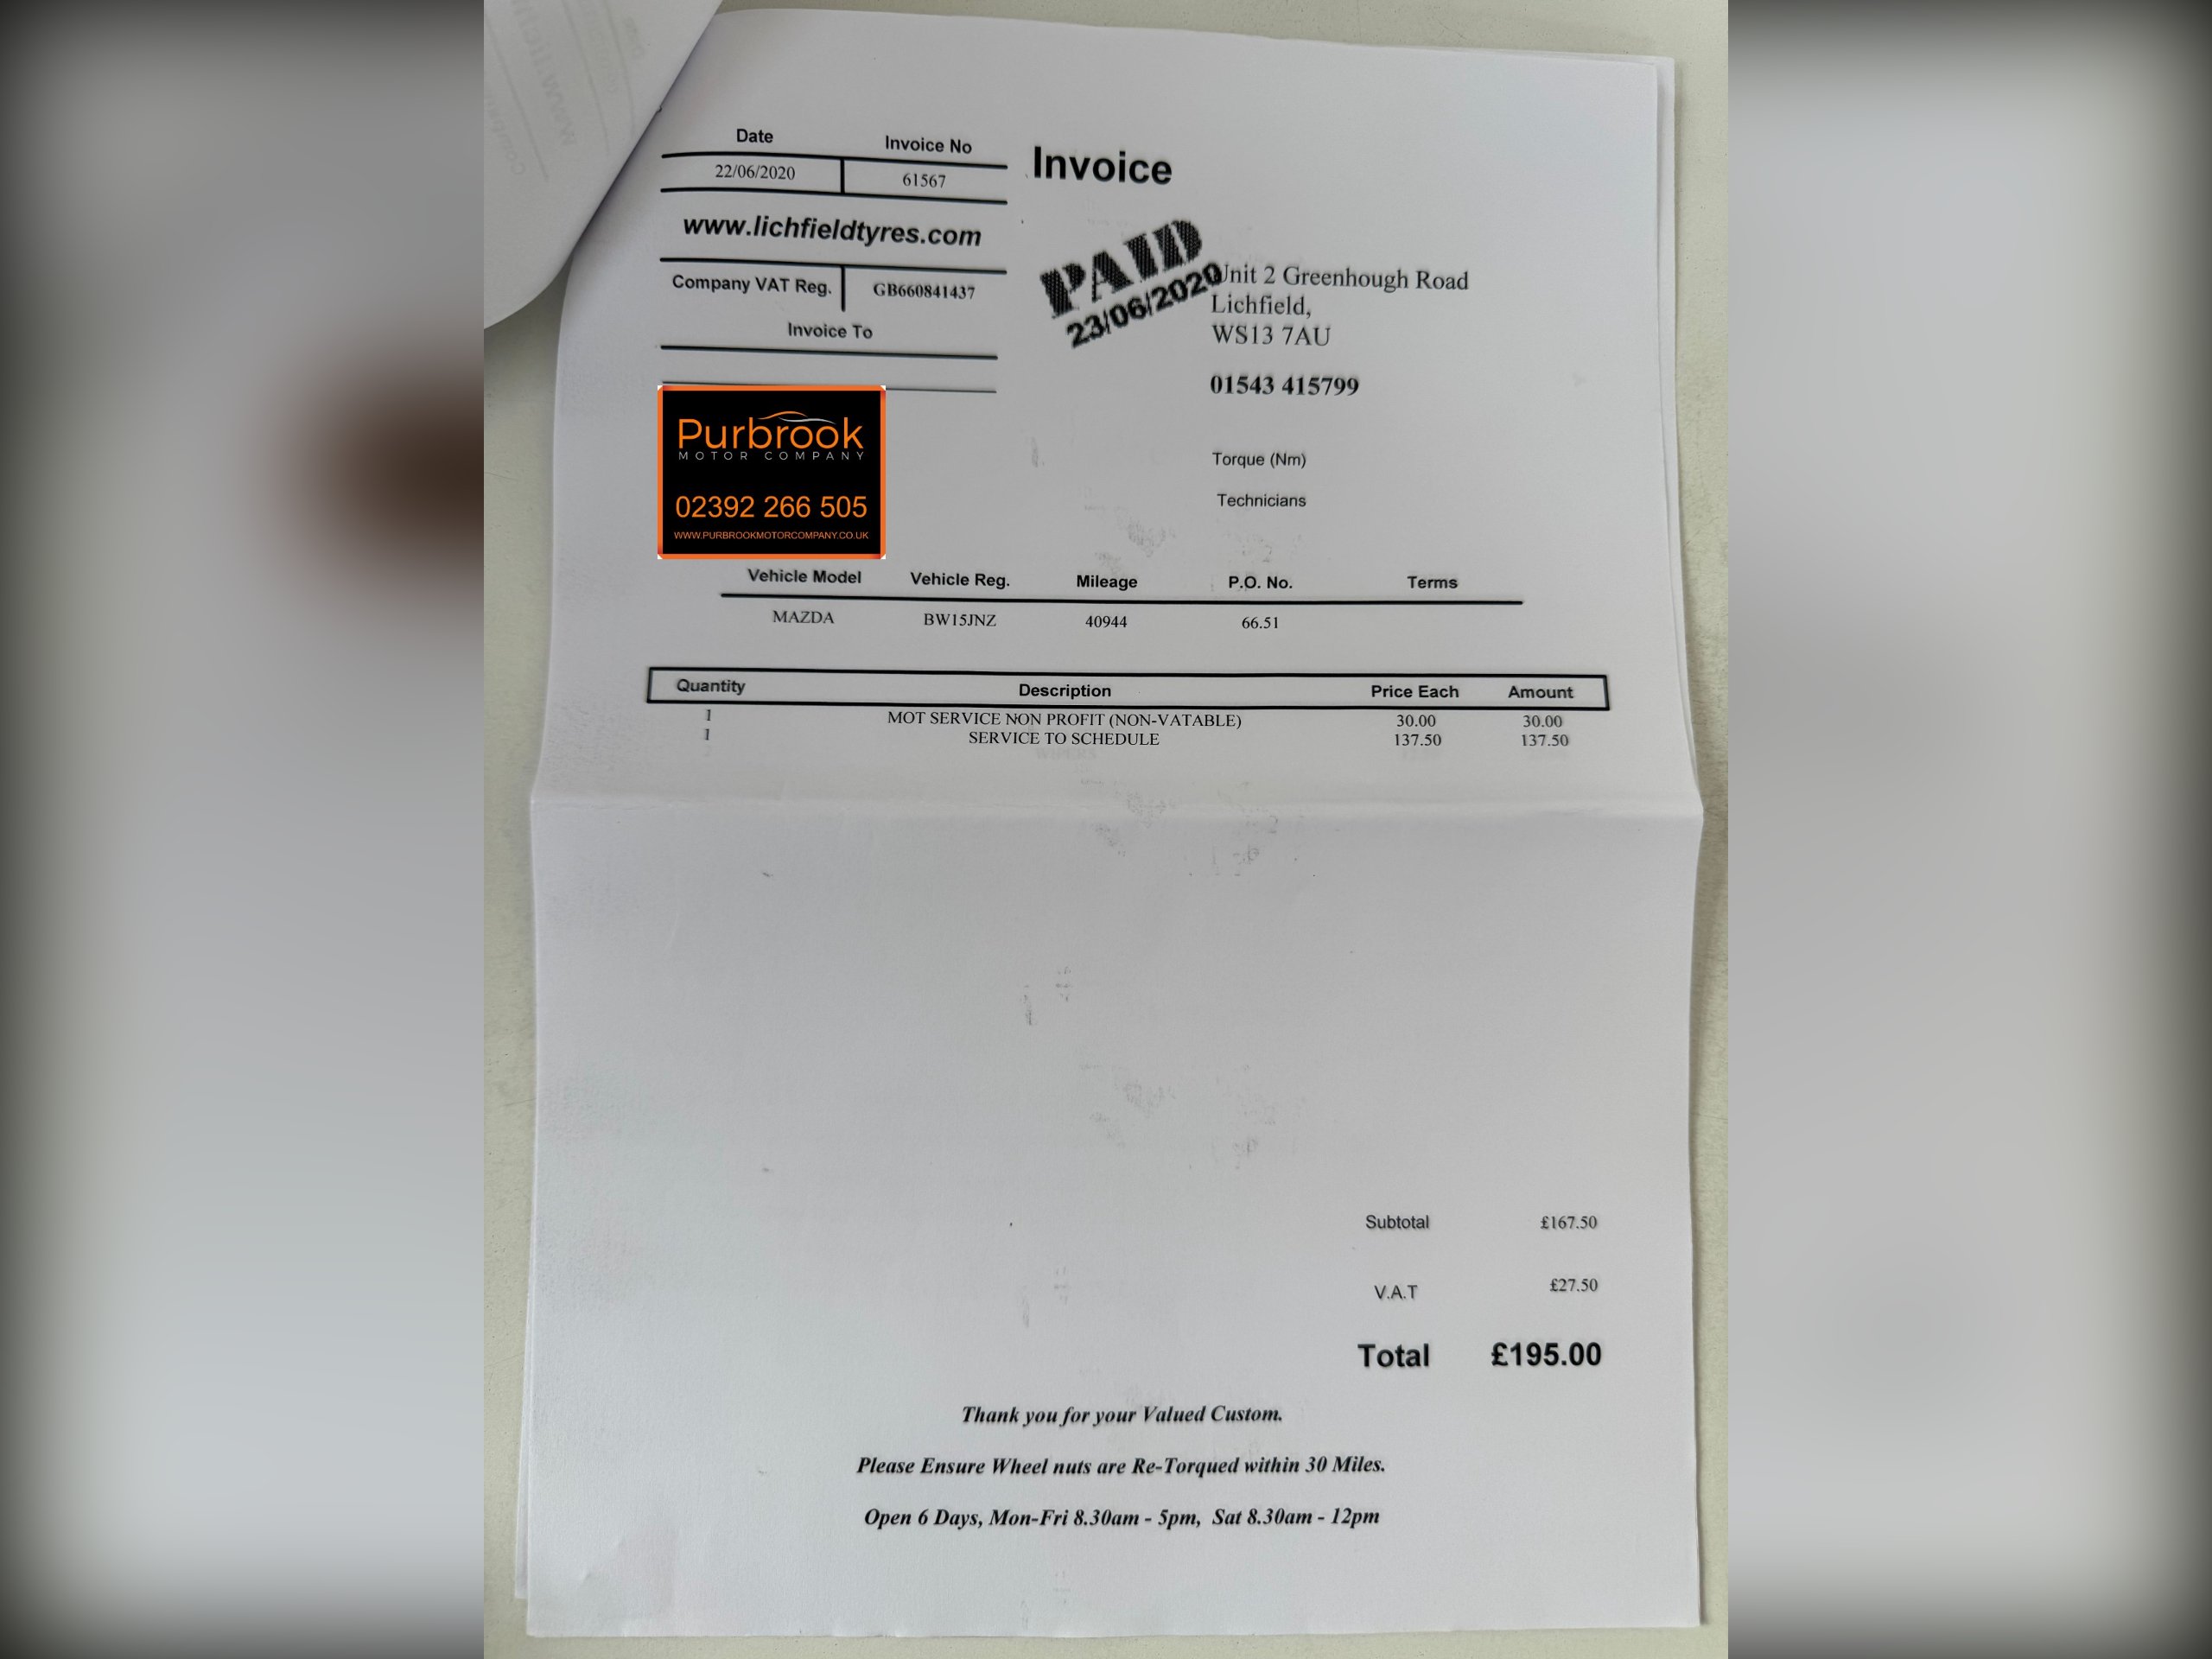 Date Invoice No
22/06/2020 61567
Invoice
www.lichfieldtyres.com
PAID
23/06/2020
Company VAT Reg. GB660841437
Unit 2 Greenhough Road
Lichfield,
WS13 7AU
Invoice To
01543 415799
Purbrook
MOTOR COMPANY
02392 266 505
WWW.PURBROOKMOTORCOMPANY.CO.UK
Torque (Nm)
Technicians
Vehicle Model Vehicle Reg. Mileage P.O. No. Terms
MAZDA BW15JNZ 40944 66.51
Quantity Description Price Each Amount
1 MOT SERVICE NON PROFIT (NON-VATABLE) 30.00 30.00
1 SERVICE TO SCHEDULE 137.50 137.50
Subtotal £167.50
V.A.T £27.50
Total £195.00
Thank you for your Valued Custom.
Please Ensure Wheel nuts are Re-Torqued within 30 Miles.
Open 6 Days, Mon-Fri 8.30am - 5pm, Sat 8.30am - 12pm